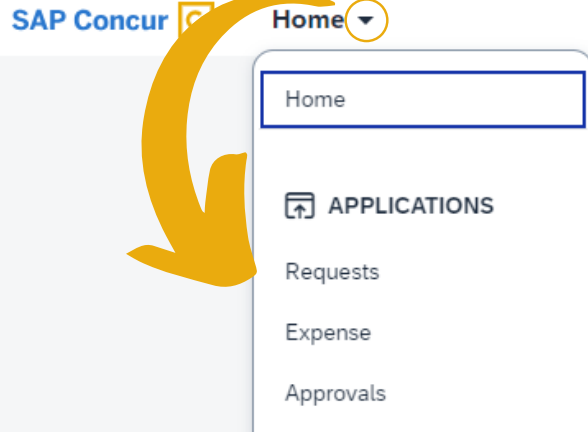 SAP Concur C Home
Home
APPLICATIONS
Requests
Expense
Approvals